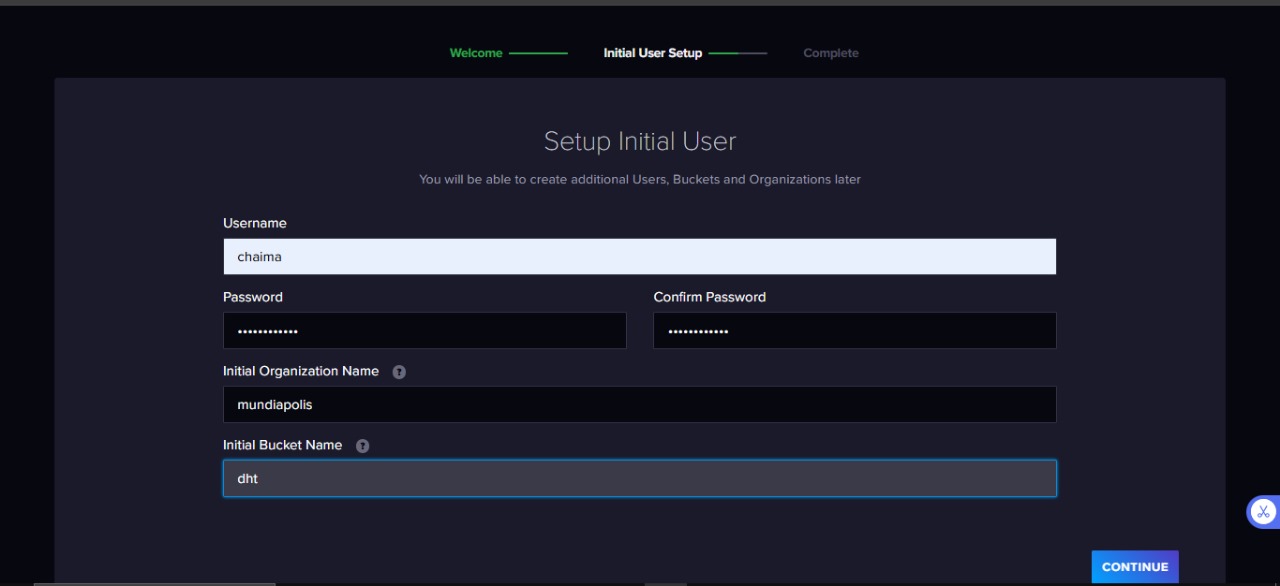 Welcome Initial User Setup Complete
Setup Initial User
You will be able to create additional Users, Buckets and Organizations later
Username
chaima
Password Confirm Password
•••••••••••• ••••••••••••
Initial Organization Name ?
mundiapolis
Initial Bucket Name ?
dht
CONTINUE